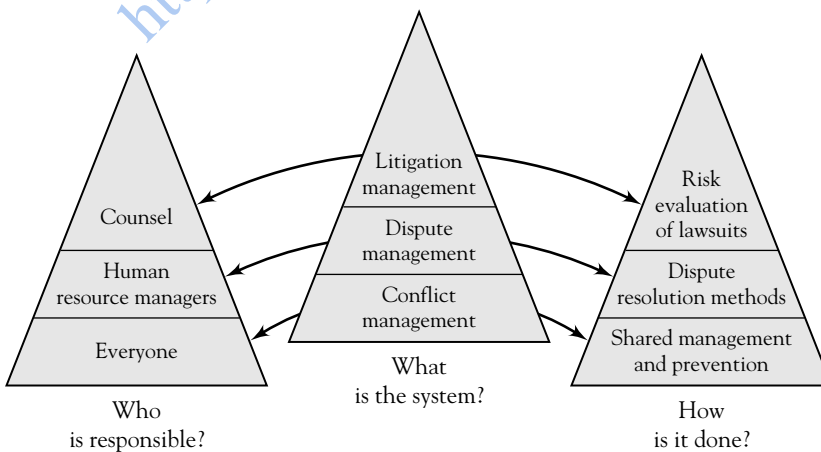 Counsel
Human
resource managers
Everyone
Who
is responsible?
Litigation
management
Dispute
management
Conflict
management
What
is the system?
Risk
evaluation
of lawsuits
Dispute
resolution methods
Shared management
and prevention
How
is it done?